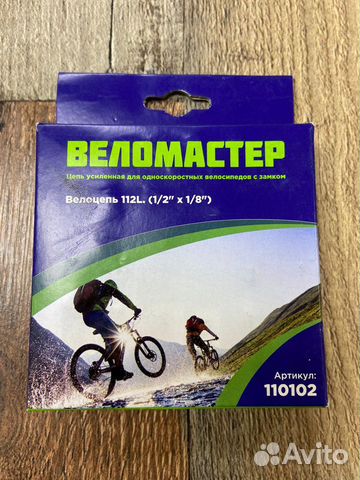 ВЕЛОМАСТЕР
Цепь усиленная для односкоростных велосипедов с замком
Велоцепь 112L. (1/2" x 1/8")
Артикул:
110102
Avito